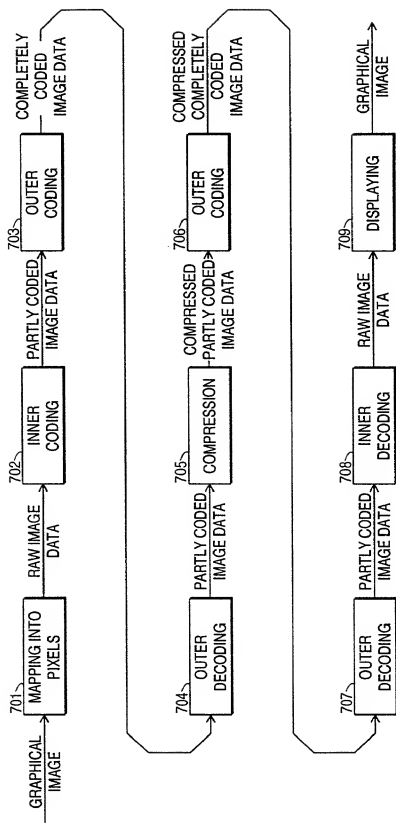 GRAPHICAL
IMAGE
701
MAPPING INTO
PIXELS
RAW IMAGE
DATA
702
INNER
CODING
PARTLY CODED
IMAGE DATA
703
OUTER
CODING
COMPLETELY
CODED
IMAGE DATA
704
OUTER
DECODING
PARTLY CODED
IMAGE DATA
705
COMPRESSION
COMPRESSED
PARTLY CODED
IMAGE DATA
706
OUTER
CODING
COMPRESSED
COMPLETELY
CODED
IMAGE DATA
707
OUTER
DECODING
PARTLY CODED
IMAGE DATA
708
INNER
DECODING
RAW IMAGE
DATA
709
DISPLAYING
GRAPHICAL
IMAGE